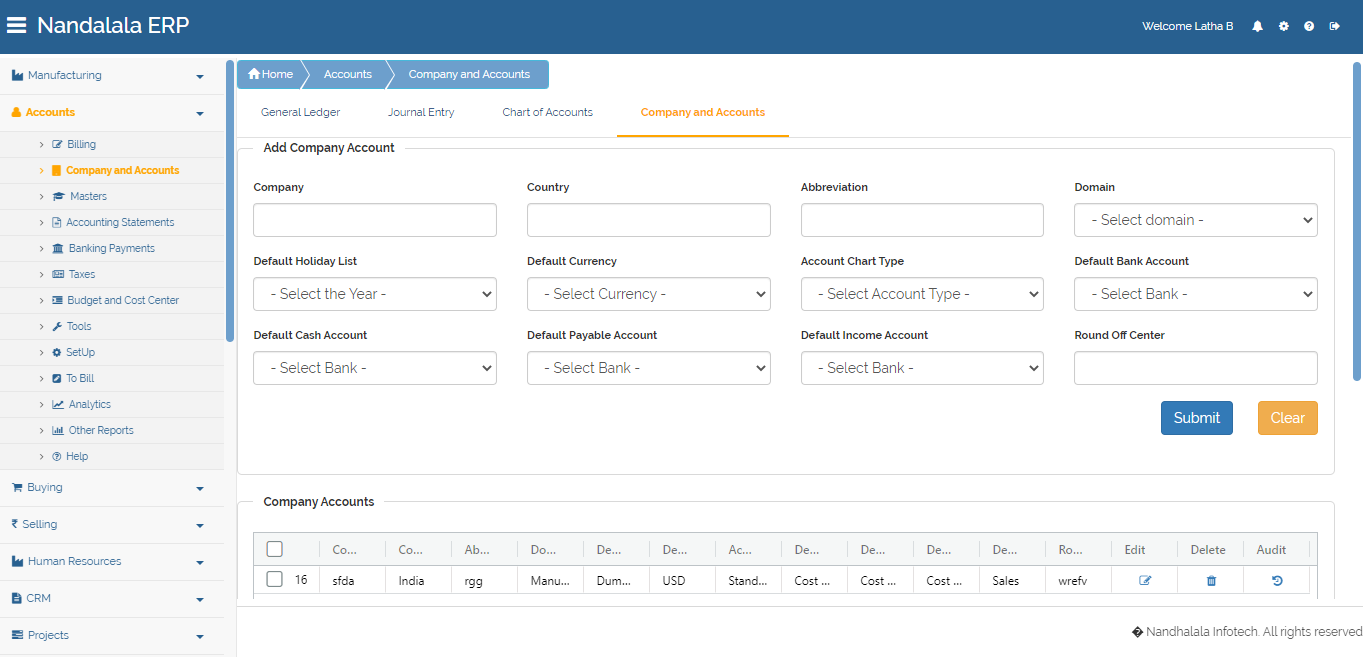 Nandalala ERP
Welcome Latha B
Manufacturing
Accounts
Billing
Company and Accounts
Masters
Accounting Statements
Banking Payments
Taxes
Budget and Cost Center
Tools
SetUp
To Bill
Analytics
Other Reports
Help
Buying
Selling
Human Resources
CRM
Projects
Home Accounts Company and Accounts
General Ledger Journal Entry Chart of Accounts Company and Accounts
Add Company Account
Company Country Abbreviation Domain
- Select domain -
Default Holiday List Default Currency Account Chart Type Default Bank Account
- Select the Year - - Select Currency - - Select Account Type - - Select Bank -
Default Cash Account Default Payable Account Default Income Account Round Off Center
- Select Bank - - Select Bank - - Select Bank -
Submit Clear
Company Accounts
Co... Co... Ab... Do... De... De... Ac... De... De... De... De... Ro... Edit Delete Audit
16 sfda India rgg Manu... Dum... USD Stand... Cost ... Cost ... Cost ... Sales wrefv
� Nandhalala Infotech. All rights reserved